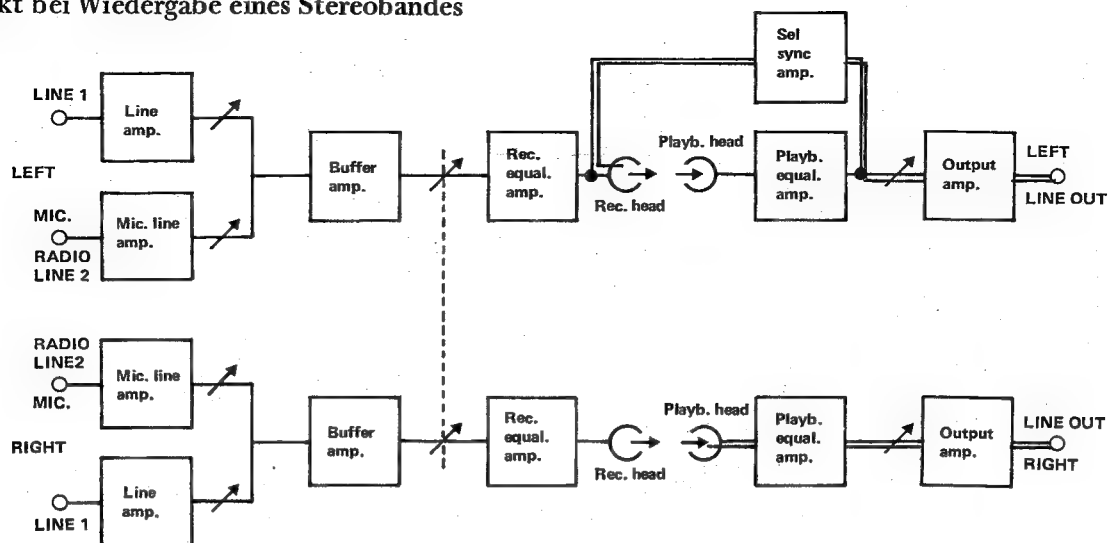 kt bei Wiedergabe eines Stereobandes
LINE 1
Line
amp.
LEFT
MIC.
RADIO
LINE 2
Mic. line
amp.
Buffer
amp.
Rec.
equal.
amp.
Rec. head
Playb. head
Sel
sync
amp.
Playb.
equal.
amp.
Output
amp.
LEFT
LINE OUT
RADIO
LINE2
MIC.
Mic. line
amp.
RIGHT
LINE 1
Line
amp.
Buffer
amp.
Rec.
equal.
amp.
Rec. head
Playb. head
Playb.
equal.
amp.
Output
amp.
LINE OUT
RIGHT